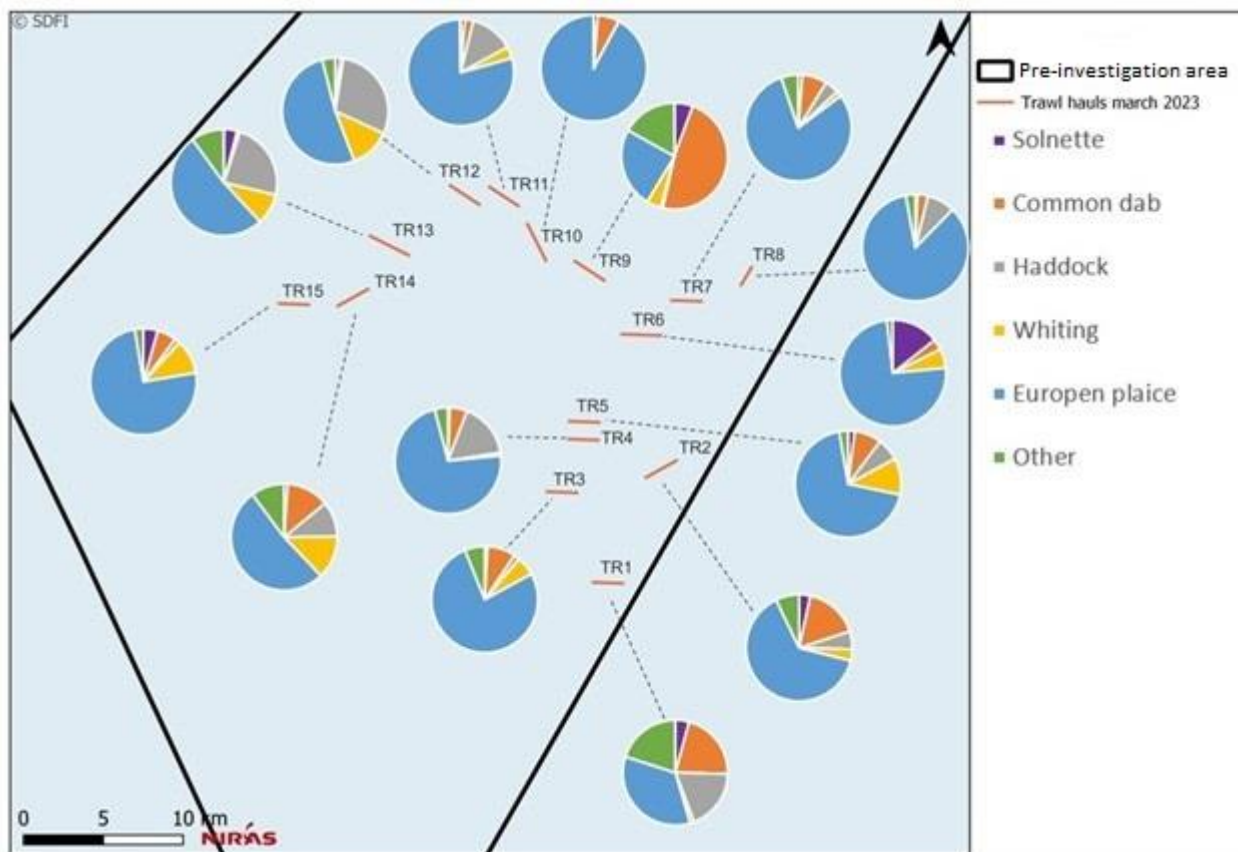 © SDFI
TR12
TR11
TR13
TR10
TR9
TR8
TR15
TR14
TR7
TR6
TR5
TR4
TR2
TR3
TR1
0 5 10 km
NIRÁS
Pre-investigation area
Trawl hauls march 2023
Solnette
Common dab
Haddock
Whiting
Europen plaice
Other